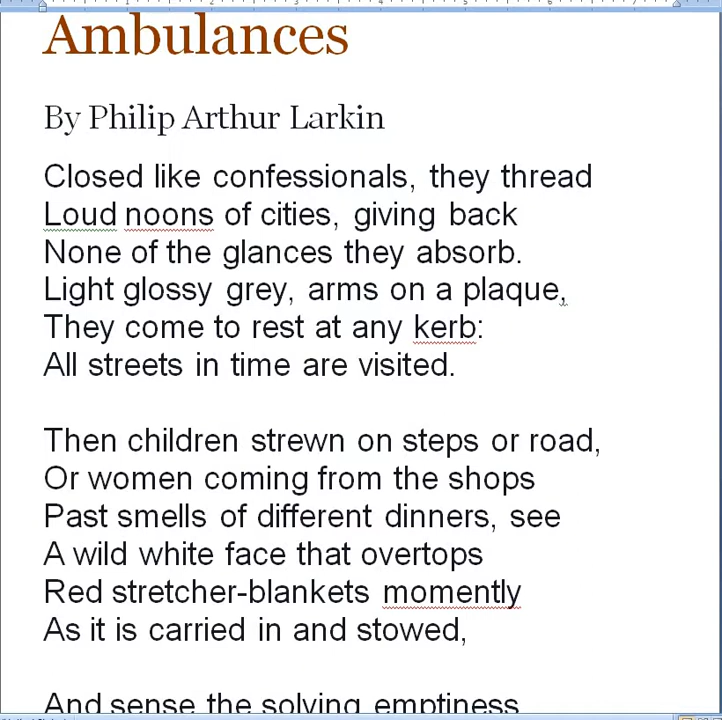 Ambulances
By Philip Arthur Larkin
Closed like confessionals, they thread
Loud noons of cities, giving back
None of the glances they absorb.
Light glossy grey, arms on a plaque,
They come to rest at any kerb:
All streets in time are visited.
Then children strewn on steps or road,
Or women coming from the shops
Past smells of different dinners, see
A wild white face that overtops
Red stretcher-blankets momently
As it is carried in and stowed,
And sense the solving emptiness